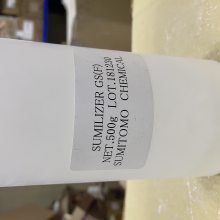 SUMILIZER GS(F)
NET.500g LOT.181230
SUMITOMO CHEMICAL